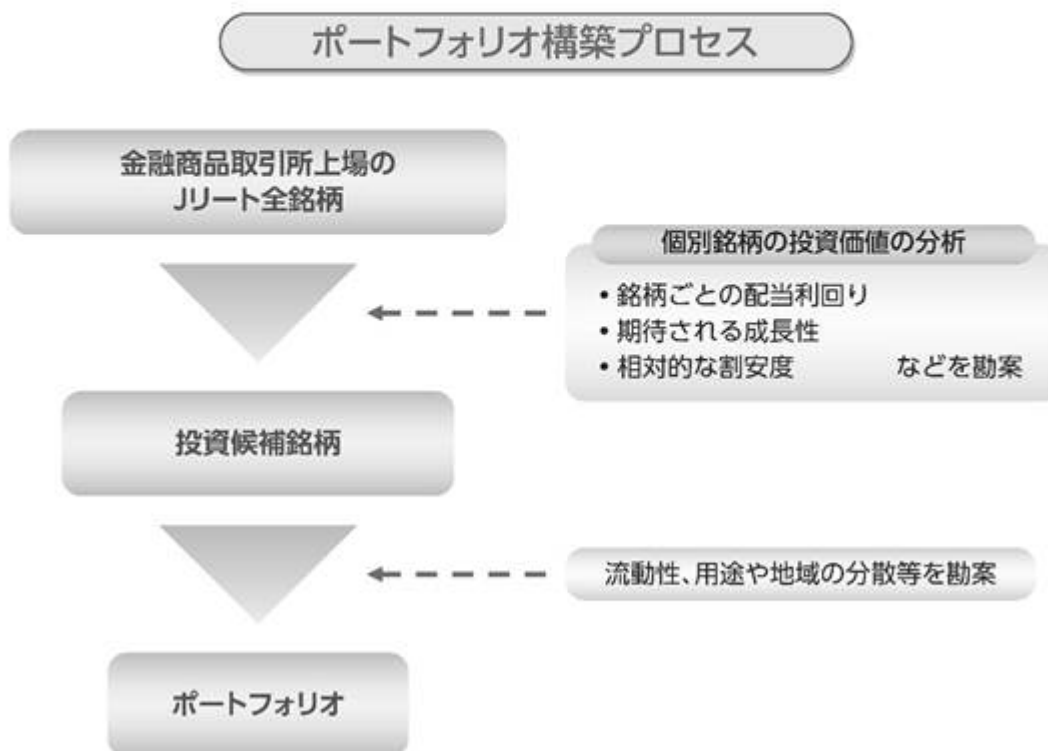 ポートフォリオ構築プロセス
金融商品取引所上場の
Jリート全銘柄
個別銘柄の投資価値の分析
• 銘柄ごとの配当利回り
• 期待される成長性
• 相対的な割安度 などを勘案
投資候補銘柄
流動性、用途や地域の分散等を勘案
ポートフォリオ